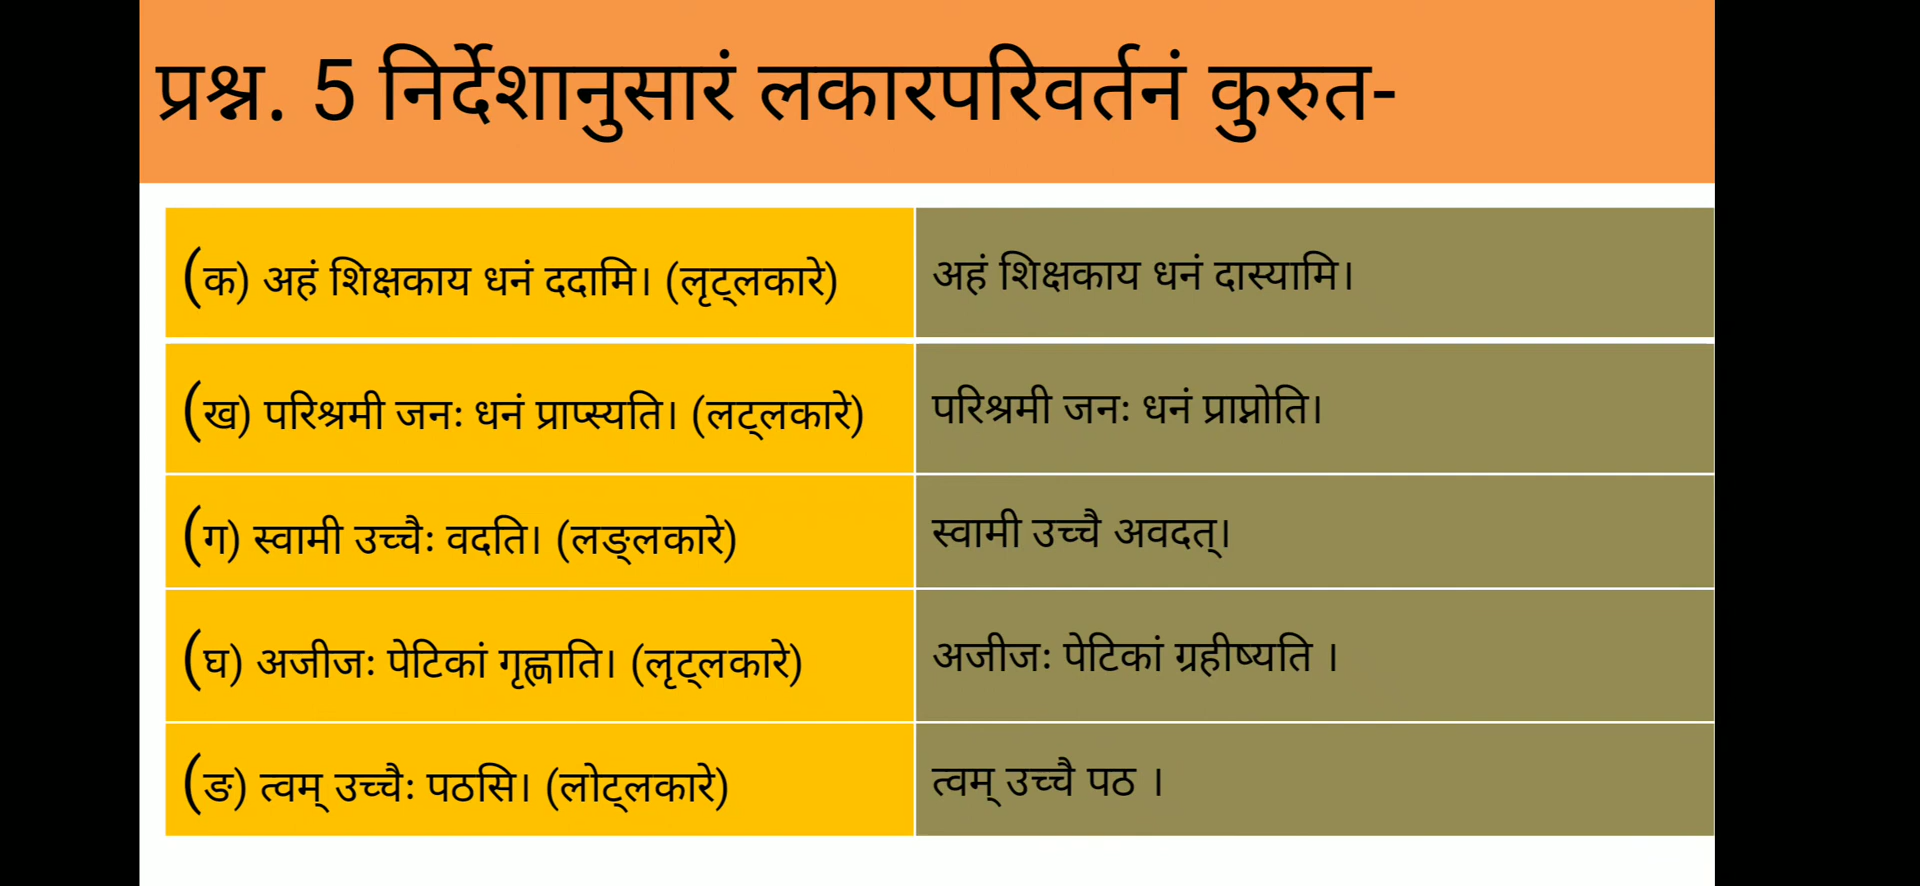 प्रश्न. 5 निर्देशानुसारं लकारपरिवर्तनं कुरुत-
(क) अहं शिक्षकाय धनं ददामि। (लृट्लकारे)
अहं शिक्षकाय धनं दास्यामि।
(ख) परिश्रमी जनः धनं प्राप्स्यति। (लट्लकारे)
परिश्रमी जनः धनं प्राप्नोति।
(ग) स्वामी उच्चैः वदति। (लङ्लकारे)
स्वामी उच्चै अवदत्।
(घ) अजीजः पेटिकां गृह्णाति। (लृट्लकारे)
अजीजः पेटिकां ग्रहीष्यति ।
(ङ) त्वम् उच्चैः पठसि। (लोट्लकारे)
त्वम् उच्चै पठ ।